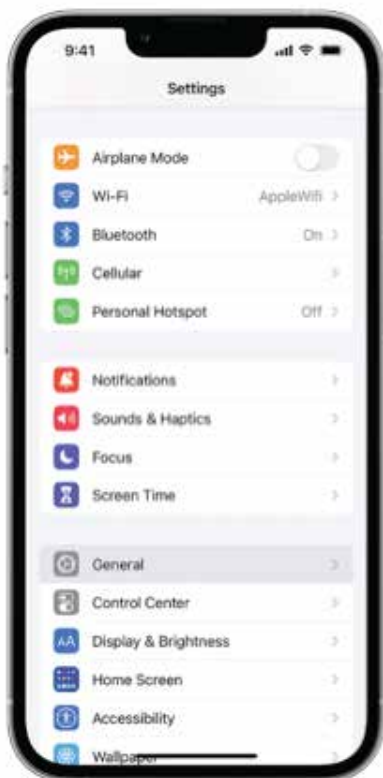 9:41
Settings
Airplane Mode
Wi-Fi AppleWifi
Bluetooth On
Cellular
Personal Hotspot Off
Notifications
Sounds & Haptics
Focus
Screen Time
General
Control Center
AA Display & Brightness
Home Screen
Accessibility
Wallpaper